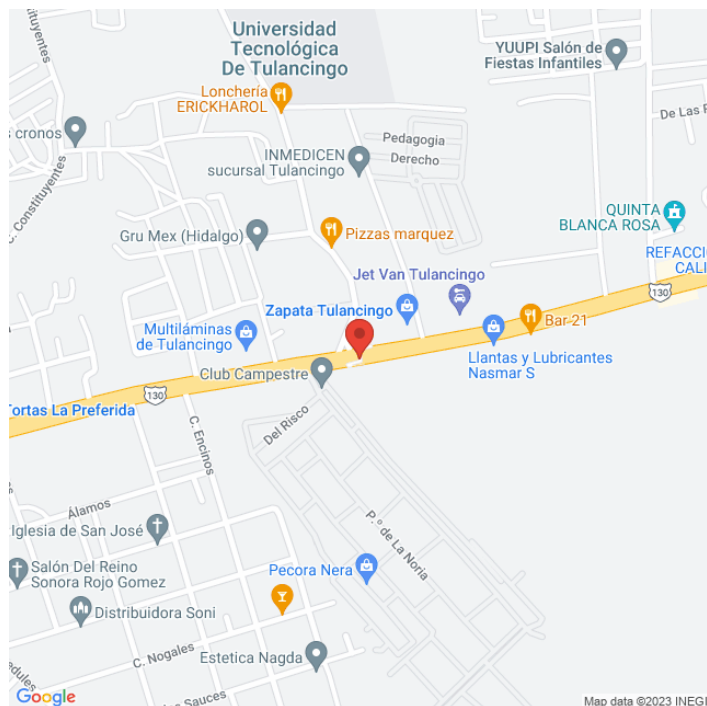 Universidad
Tecnológica
De Tulancingo
YUUPI Salón de
Fiestas Infantiles
Lonchería
ERICKHAROL
De Las
s cronos
Pedagogia
Derecho
INMEDICEN
sucursal Tulancingo
C. Constituyentes
QUINTA
BLANCA ROSA
Gru Mex (Hidalgo)
Pizzas marquez
REFACCI
CALI
Jet Van Tulancingo
130
Zapata Tulancingo
Bar 21
Multiláminas
de Tulancingo
Llantas y Lubricantes
Nasmar S
Club Campestre
130
Tortas La Preferida
C. Encinos
Del Risco
Álamos
Iglesia de San José
P.º de La Noria
Salón Del Reino
Sonora Rojo Gomez
Pecora Nera
Distribuidora Soni
C. Nogales
Estetica Nagda
edules
Sauces
Google
Map data ©2023 INEGI